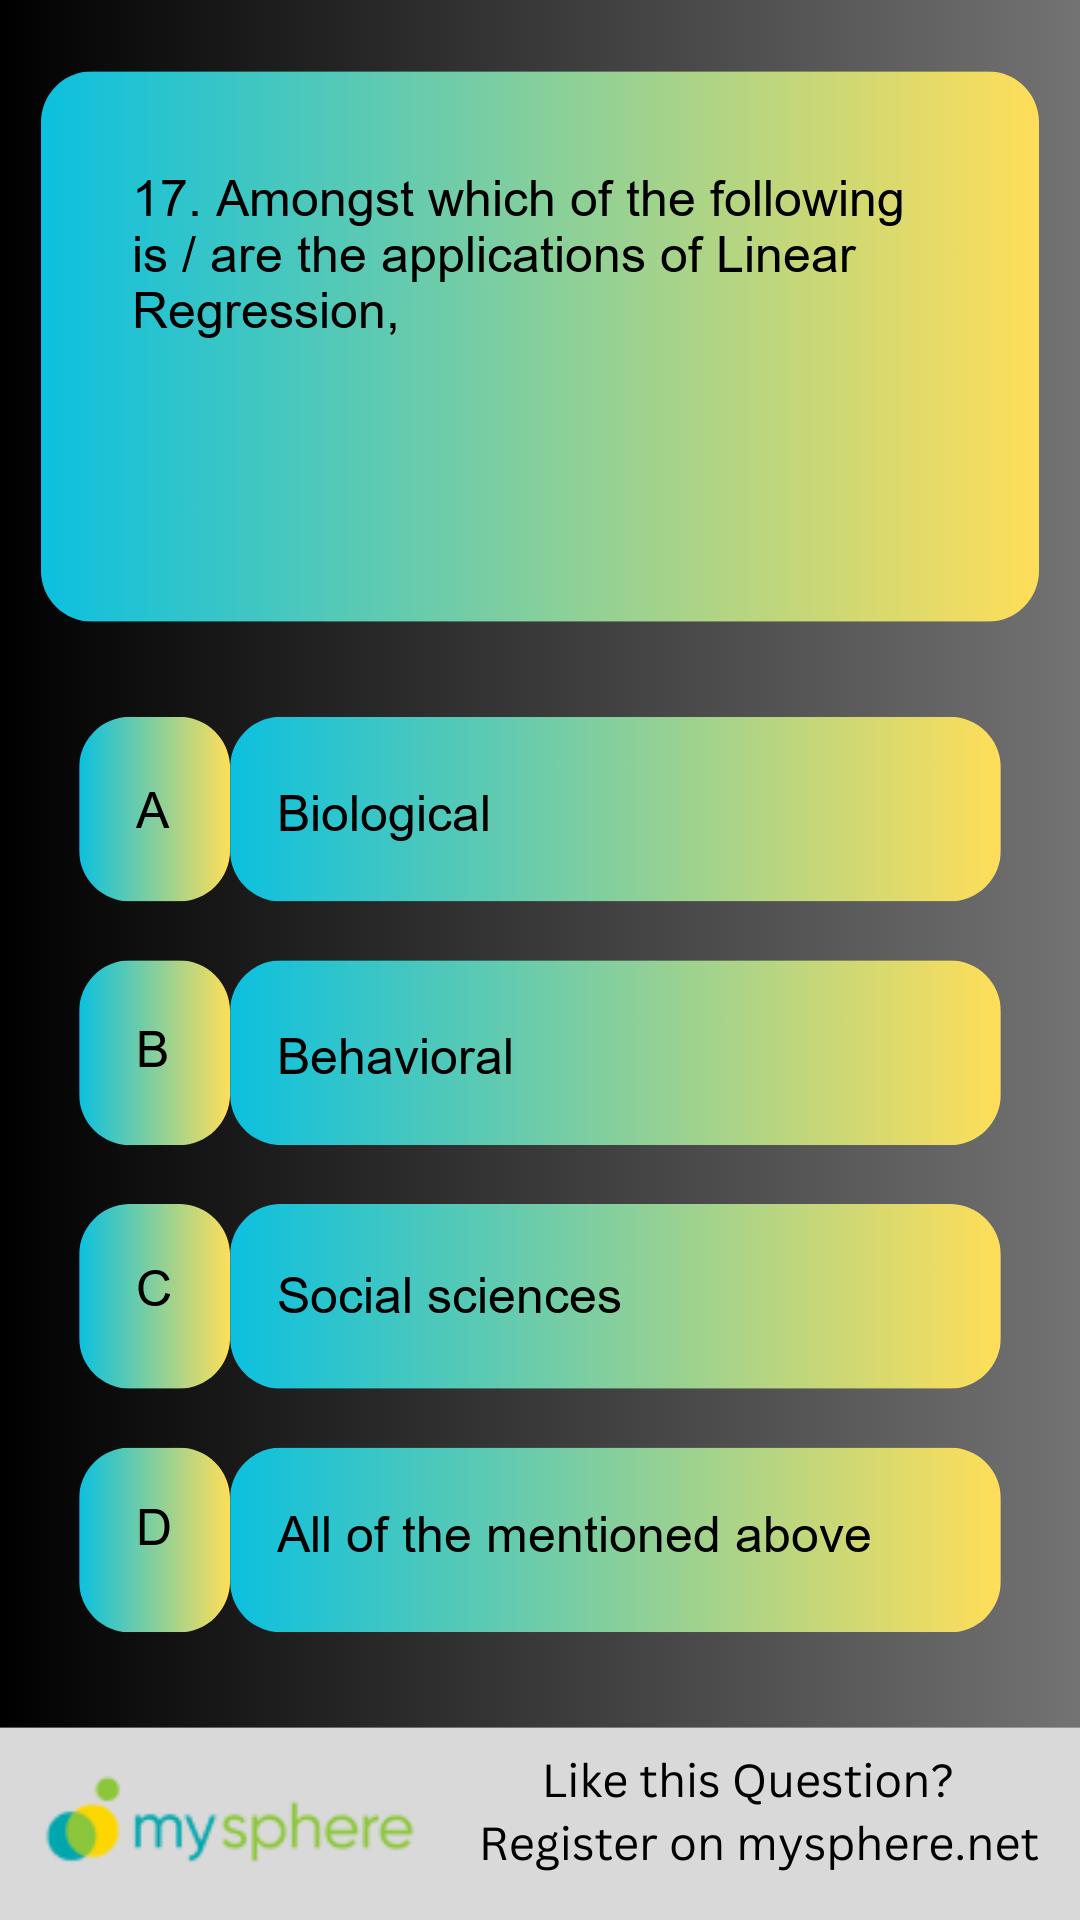 17. Amongst which of the following
is / are the applications of Linear
Regression,
A
Biological
B
Behavioral
C
Social sciences
D
All of the mentioned above
mysphere
Like this Question?
Register on mysphere.net